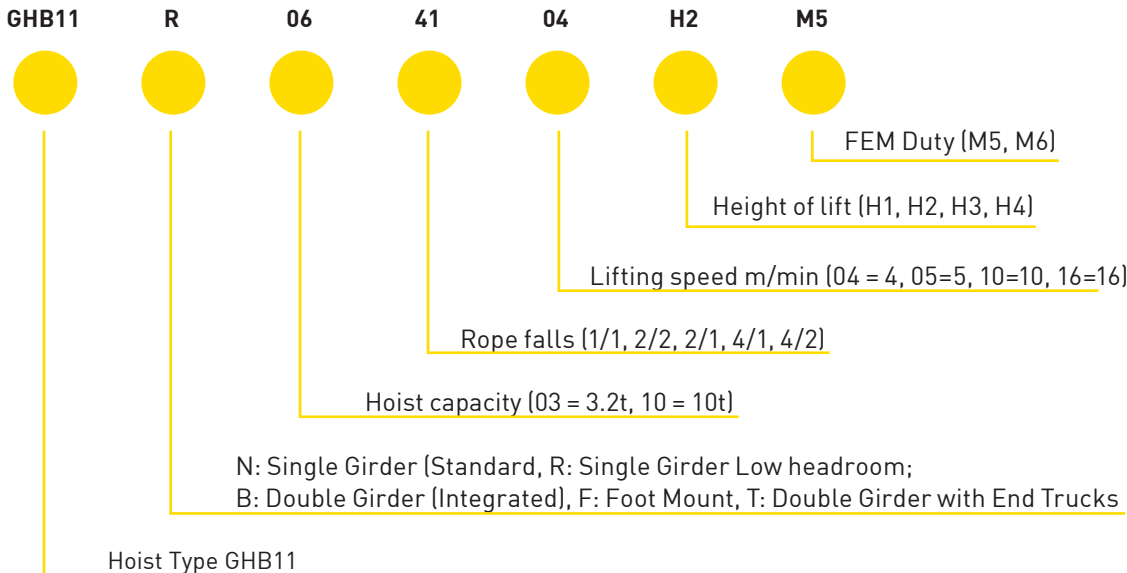 GHB11 R 06 41 04 H2 M5
FEM Duty (M5, M6)
Height of lift (H1, H2, H3, H4)
Lifting speed m/min (04 = 4, 05=5, 10=10, 16=16)
Rope falls (1/1, 2/2, 2/1, 4/1, 4/2)
Hoist capacity (03 = 3.2t, 10 = 10t)
N: Single Girder (Standard, R: Single Girder Low headroom;
B: Double Girder (Integrated), F: Foot Mount, T: Double Girder with End Trucks
Hoist Type GHB11